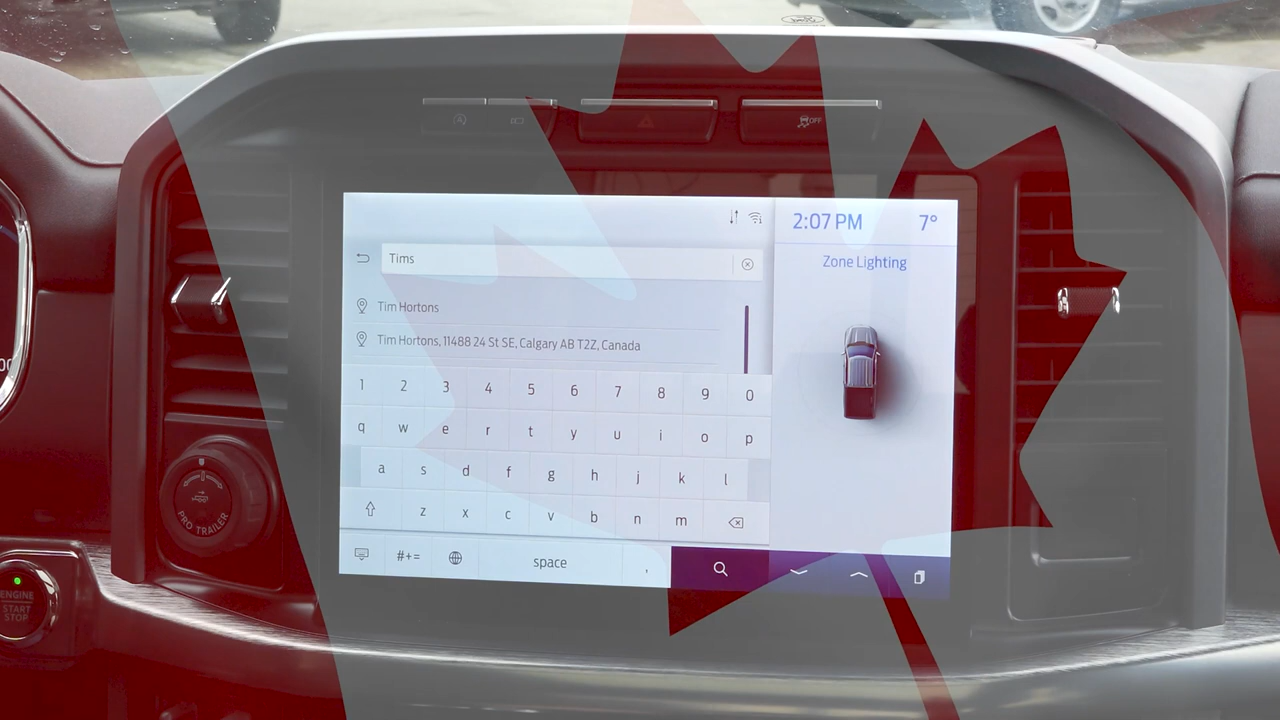 OFF
2:07 PM
7°
Tims
Zone Lighting
Tim Hortons
Tim Hortons, 11488 24 St SE, Calgary AB T2Z, Canada
1 2 3 4 5 6 7 8 9 0
q w e r t y u i o p
a s d f g h j k l
z x c v b n m
#+= space ,
PRO TRAILER
ENGINE
START
STOP